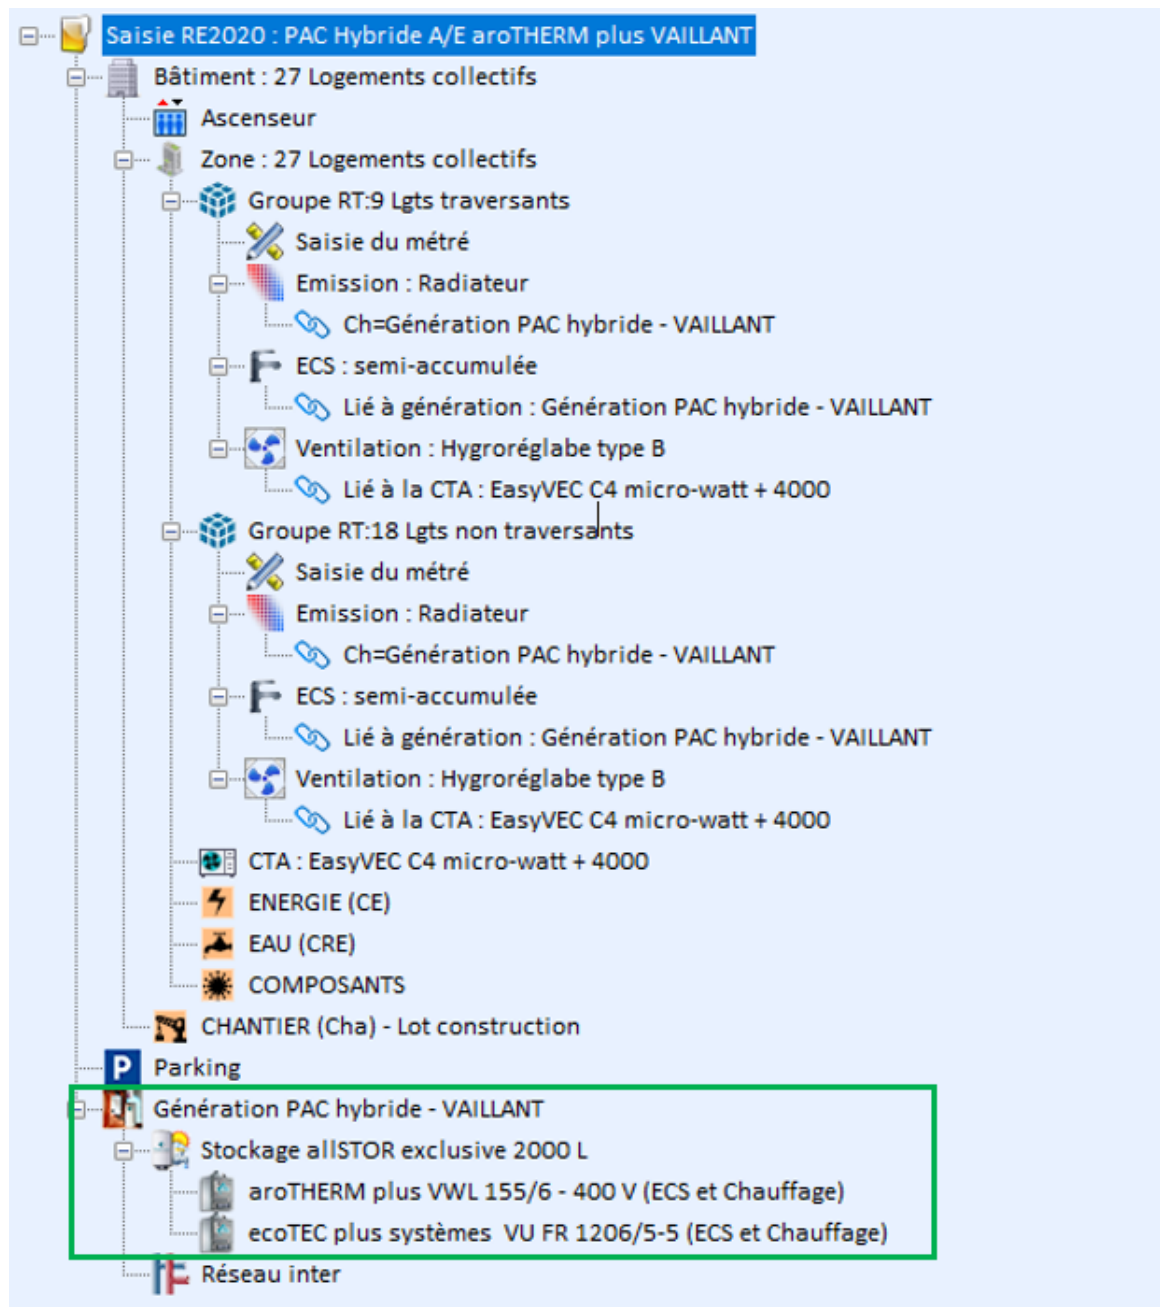 Saisie RE2020 : PAC Hybride A/E aroTHERM plus VAILLANT
Bâtiment : 27 Logements collectifs
Ascenseur
Zone : 27 Logements collectifs
Groupe RT:9 Lgts traversants
Saisie du métré
Emission : Radiateur
Ch=Génération PAC hybride - VAILLANT
ECS : semi-accumulée
Lié à génération : Génération PAC hybride - VAILLANT
Ventilation : Hygroréglabe type B
Lié à la CTA : EasyVEC C4 micro-watt + 4000
Groupe RT:18 Lgts non traversants
Saisie du métré
Emission : Radiateur
Ch=Génération PAC hybride - VAILLANT
ECS : semi-accumulée
Lié à génération : Génération PAC hybride - VAILLANT
Ventilation : Hygroréglabe type B
Lié à la CTA : EasyVEC C4 micro-watt + 4000
CTA : EasyVEC C4 micro-watt + 4000
ENERGIE (CE)
EAU (CRE)
COMPOSANTS
CHANTIER (Cha) - Lot construction
P Parking
Génération PAC hybride - VAILLANT
Stockage allSTOR exclusive 2000 L
aroTHERM plus VWL 155/6 - 400 V (ECS et Chauffage)
ecoTEC plus systèmes  VU FR 1206/5-5 (ECS et Chauffage)
Réseau inter